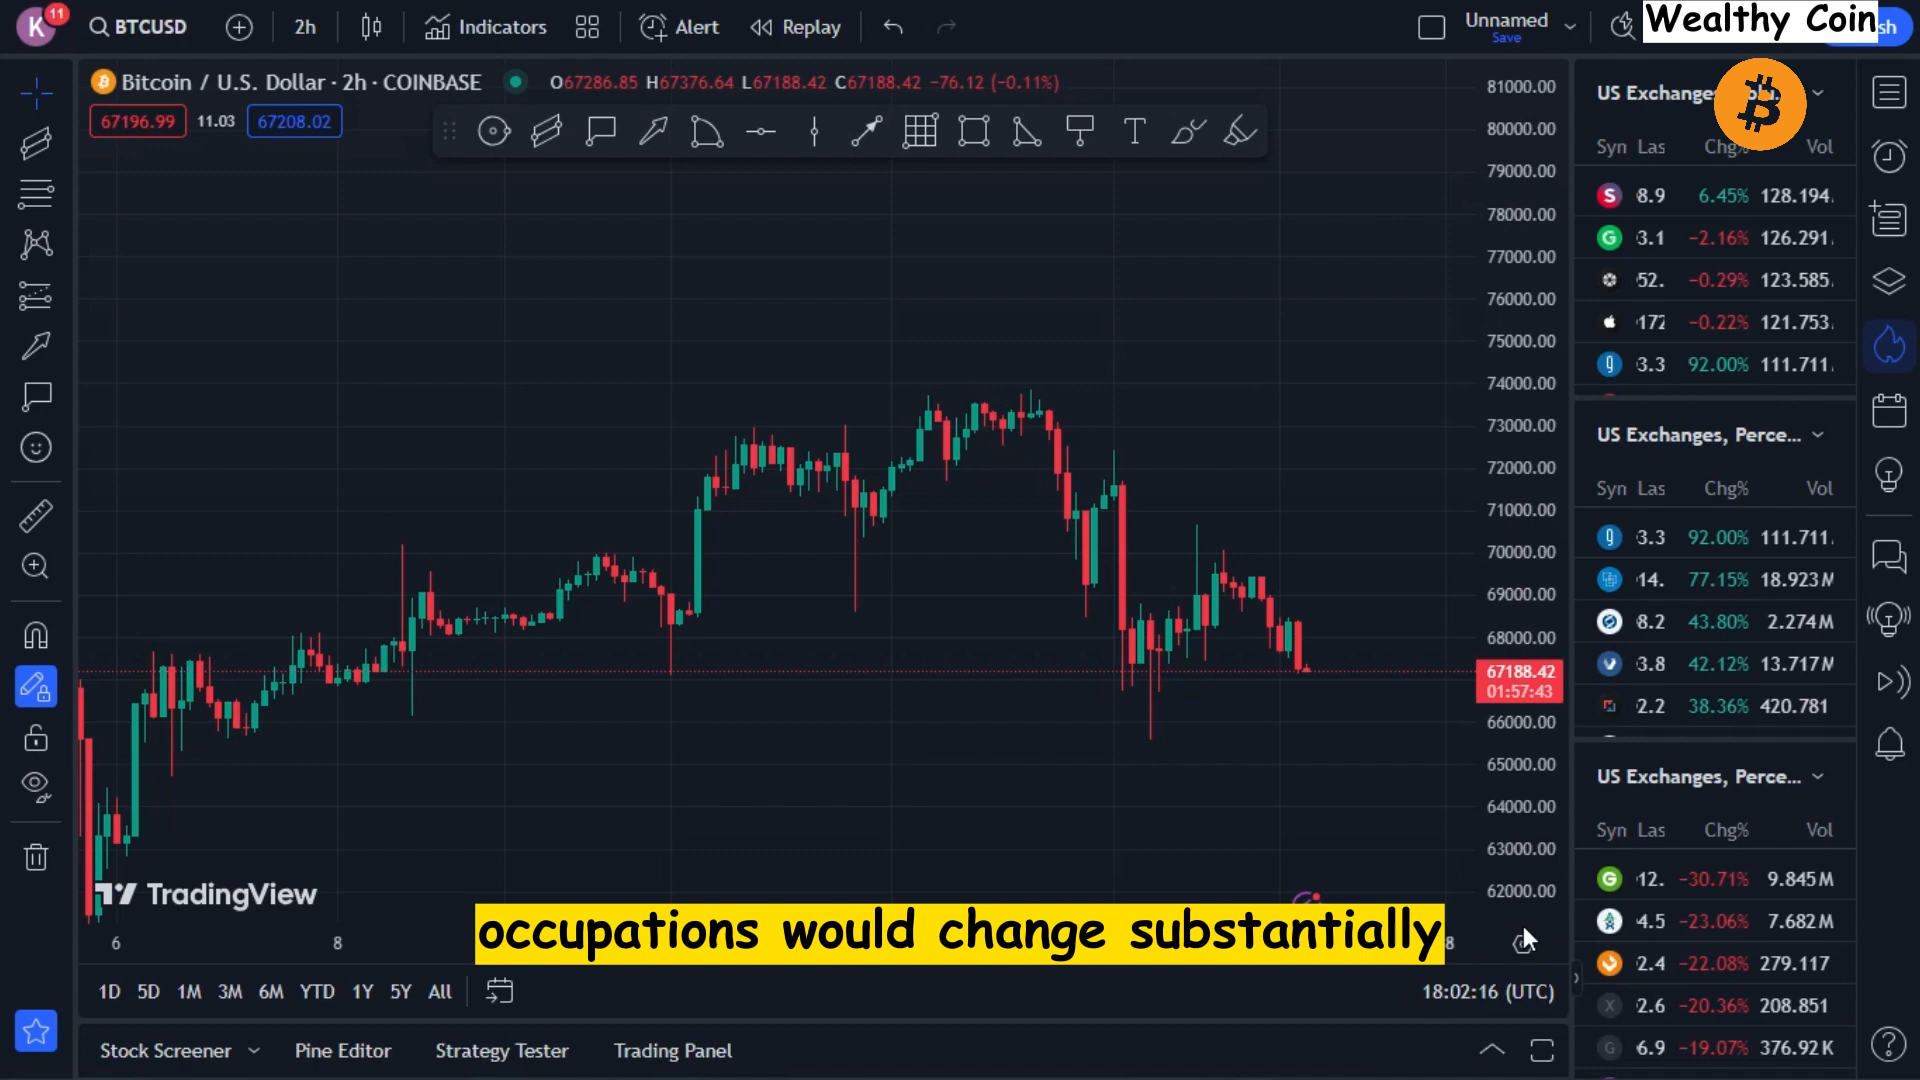 K
11
BTCUSD
2h
Indicators
Alert
Replay
Unnamed
Save
Wealthy Coin
sh
Bitcoin / U.S. Dollar · 2h · COINBASE
O67286.85 H67376.64 L67188.42 C67188.42 −76.12 (−0.11%)
67196.99
11.03
67208.02
81000.00
80000.00
79000.00
78000.00
77000.00
76000.00
75000.00
74000.00
73000.00
72000.00
71000.00
70000.00
69000.00
68000.00
67188.42
01:57:43
66000.00
65000.00
64000.00
63000.00
62000.00
TradingView
occupations would change substantially
6
8
8
1D 5D 1M 3M 6M YTD 1Y 5Y All
18:02:16 (UTC)
Stock Screener
Pine Editor
Strategy Tester
Trading Panel
US Exchanges
Syn Las Chg% Vol
8.9 6.45% 128.194
3.1 −2.16% 126.291
52. −0.29% 123.585
172 −0.22% 121.753
3.3 92.00% 111.711
US Exchanges, Perce...
Syn Las Chg% Vol
3.3 92.00% 111.711
14. 77.15% 18.923M
8.2 43.80% 2.274M
3.8 42.12% 13.717M
2.2 38.36% 420.781
US Exchanges, Perce...
Syn Las Chg% Vol
12. −30.71% 9.845M
4.5 −23.06% 7.682M
2.4 −22.08% 279.117
2.6 −20.36% 208.851
6.9 −19.07% 376.92K